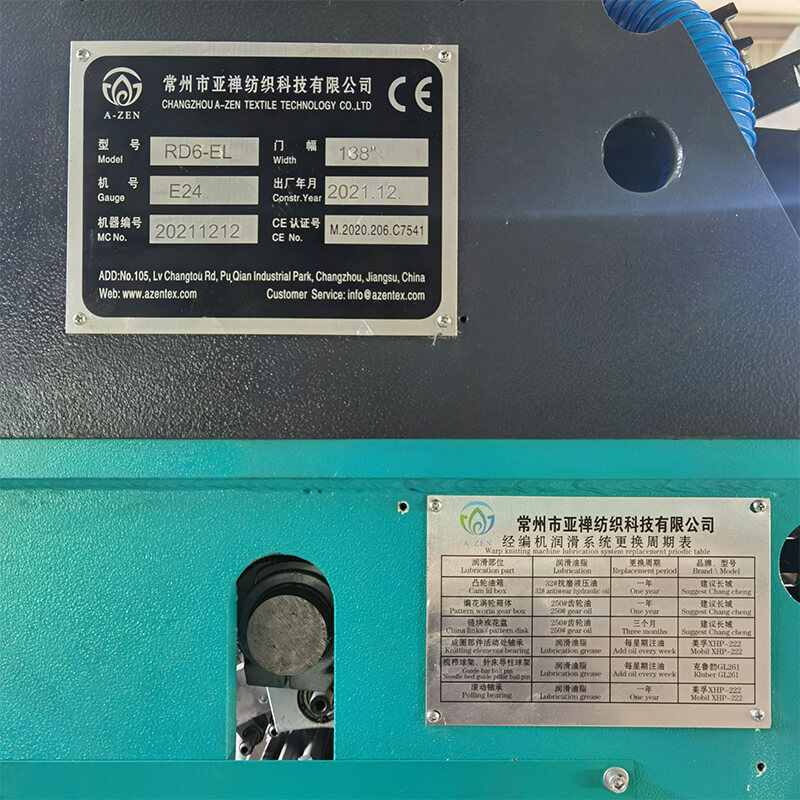 常州市亚禅纺织科技有限公司
CHANGZHOU A-ZEN TEXTILE TECHNOLOGY CO.,LTD
A-ZEN
CE
型 号 RD6-EL 门 幅 138"
Model Width
机 号 E24 出厂年月 2021.12.
Gauge Constr.Year
机器编号 20211212 CE 认证号 M.2020.206.C7541
MC No. CE No.
ADD:No.105, Lv Changtou Rd, Pu Qian Industrial Park, Changzhou, Jiangsu, China
Web: www.azentex.com Customer Service: info@azentex.com
A-ZEN
常州市亚禅纺织科技有限公司
经编机润滑系统更换周期表
Warp knitting machine lubrication system replacement priodic table
润滑部位 润滑油脂 更换周期 品牌、型号
Lubrication part Lubrication Replacement period Brand \ Model
凸轮油箱 32#抗磨液压油 一年 建议长城
Cam fil box 32# antiwear hydraulic oil One year Suggest Chang cheng
编花涡轮箱体 250#齿轮油 一年 建议长城
Pattern worm gear box 250# gear oil One year Suggest Chang cheng
链块或花盘 250#齿轮油 三个月 建议长城
China linka / pattern disk 250# gear oil Three months Suggest Chang cheng
成圈部件活动处轴承 润滑油脂 每星期注油 美孚XHP-222
Knitting elements bearing Lubrication grease Add oil every week Mobil XHP-222
梳栉球架、针床导柱球架 润滑油脂 每星期注油 克鲁勃GL261
Guide bar ball pin Lubrication grease Add oil every week Kluber GL261
Needle bed guide pillar ball pin
滚动轴承 润滑油脂 一年 美孚XHP-222
Polling bearing Lubrication grease One year Mobil XHP-222